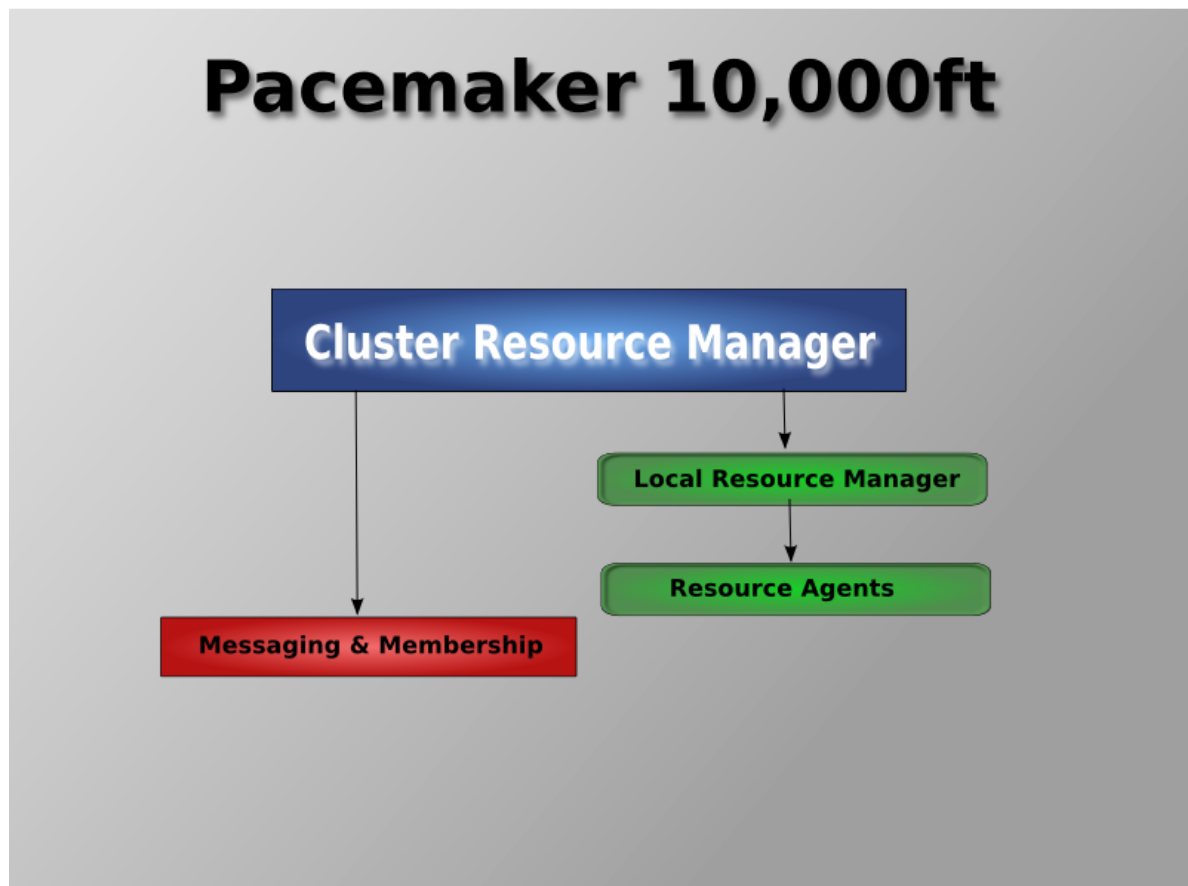 Pacemaker 10,000ft
Cluster Resource Manager
Local Resource Manager
Resource Agents
Messaging & Membership